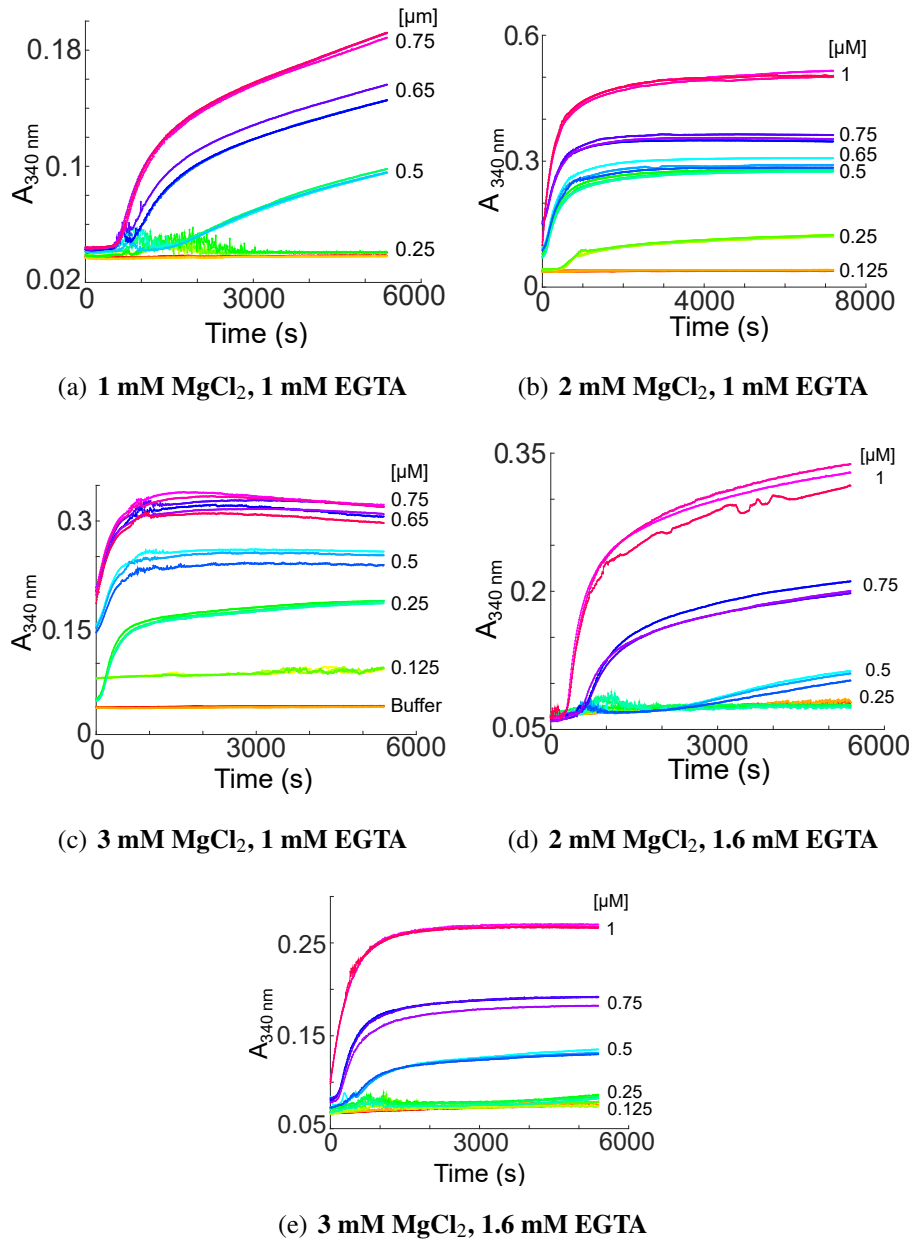 [µm]
0.18
0.75
0.65
0.1
0.5
0.25
0.02
0 3000 6000
A340 nm
Time (s)
(a) 1 mM MgCl₂, 1 mM EGTA
0.6
[µM]
1
0.75
0.3
0.65
0.5
0.25
0.125
0
0 4000 8000
A 340 nm
Time (s)
(b) 2 mM MgCl₂, 1 mM EGTA
[µM]
0.75
0.3
0.65
0.5
0.15
0.25
0.125
Buffer
0
0 3000 6000
A340 nm
Time (s)
(c) 3 mM MgCl₂, 1 mM EGTA
0.35
[µM]
1
0.2
0.75
0.5
0.25
0.05
0 3000 6000
A340 nm
Time (s)
(d) 2 mM MgCl₂, 1.6 mM EGTA
[µM]
0.25
1
0.75
0.15
0.5
0.25
0.125
0.05
0 3000 6000
A340 nm
Time (s)
(e) 3 mM MgCl₂, 1.6 mM EGTA